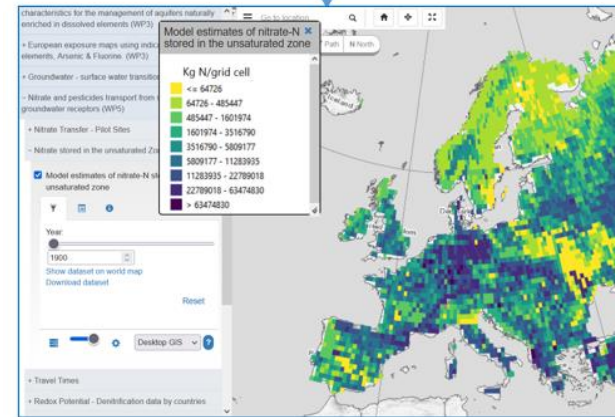 characteristics for the management of aquifers naturally
enriched in dissolved elements (WP3)
+ European exposure maps using
elements, Arsenic & Fluorine. (WP3)
+ Groundwater - surface water
− Nitrate and pesticides transport from
groundwater receptors (WP5)
+ Nitrate Transfer - Pilot Sites
− Nitrate stored in the unsaturated
Model estimates of nitrate-N
unsaturated zone
Year:
1900
Show dataset on world map
Download dataset
Reset
Desktop GIS
?
+ Travel Times
+ Redox Potential - Denitrification data by countries
Go to location
Path
N North
Model estimates of nitrate-N
stored in the unsaturated zone
Kg N/grid cell
<= 64726
64726 - 485447
485447 - 1601974
1601974 - 3516790
3516790 - 5809177
5809177 - 11283935
11283935 - 22789018
22789018 - 63474830
> 63474830
Iceland